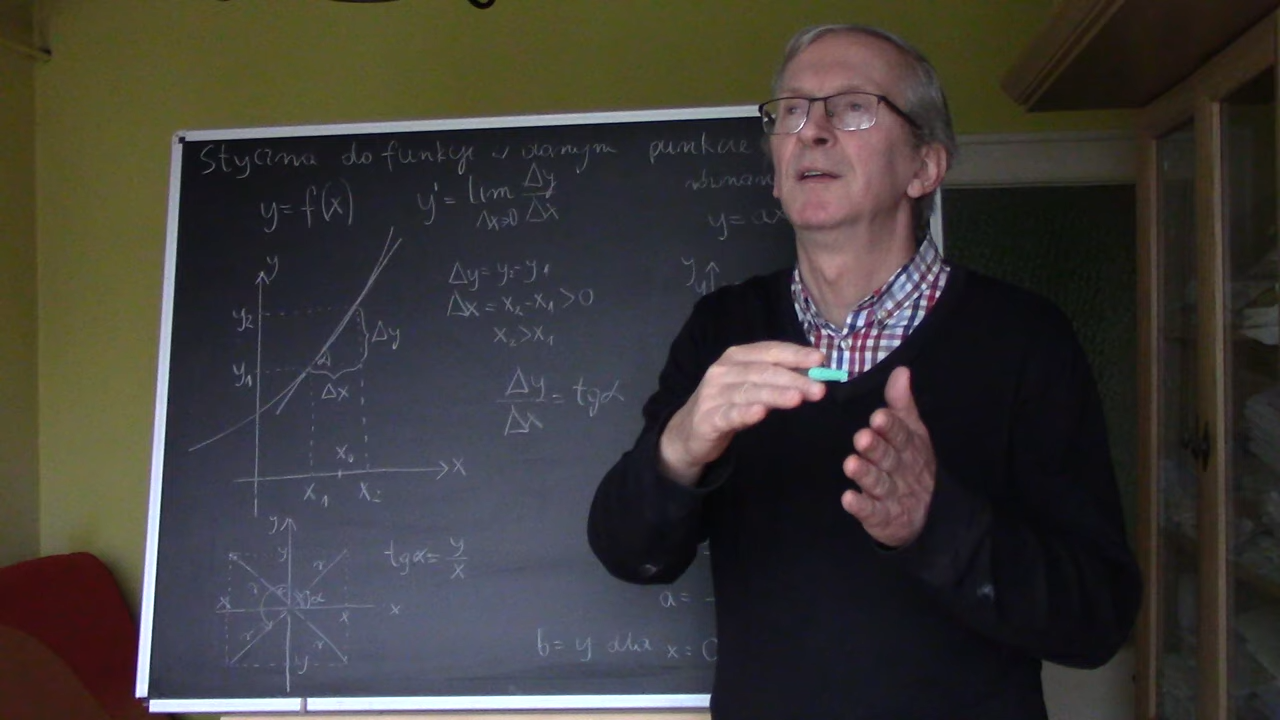 Styczna do funkcji w danym punkcie
y = f(x)
y' = lim Δy/Δx
Δx→0
y = ax
y
y₂
y₁
Δy
Δx
α
x₀
x
x₁
x₂
Δy = y₂ - y₁
Δx = x₂ - x₁ > 0
x₂ > x₁
Δy/Δx = tgα
y
y
x
r
r
α
x
x
r
r
y
tgα = y/x
a = -
b = y dla x = 0